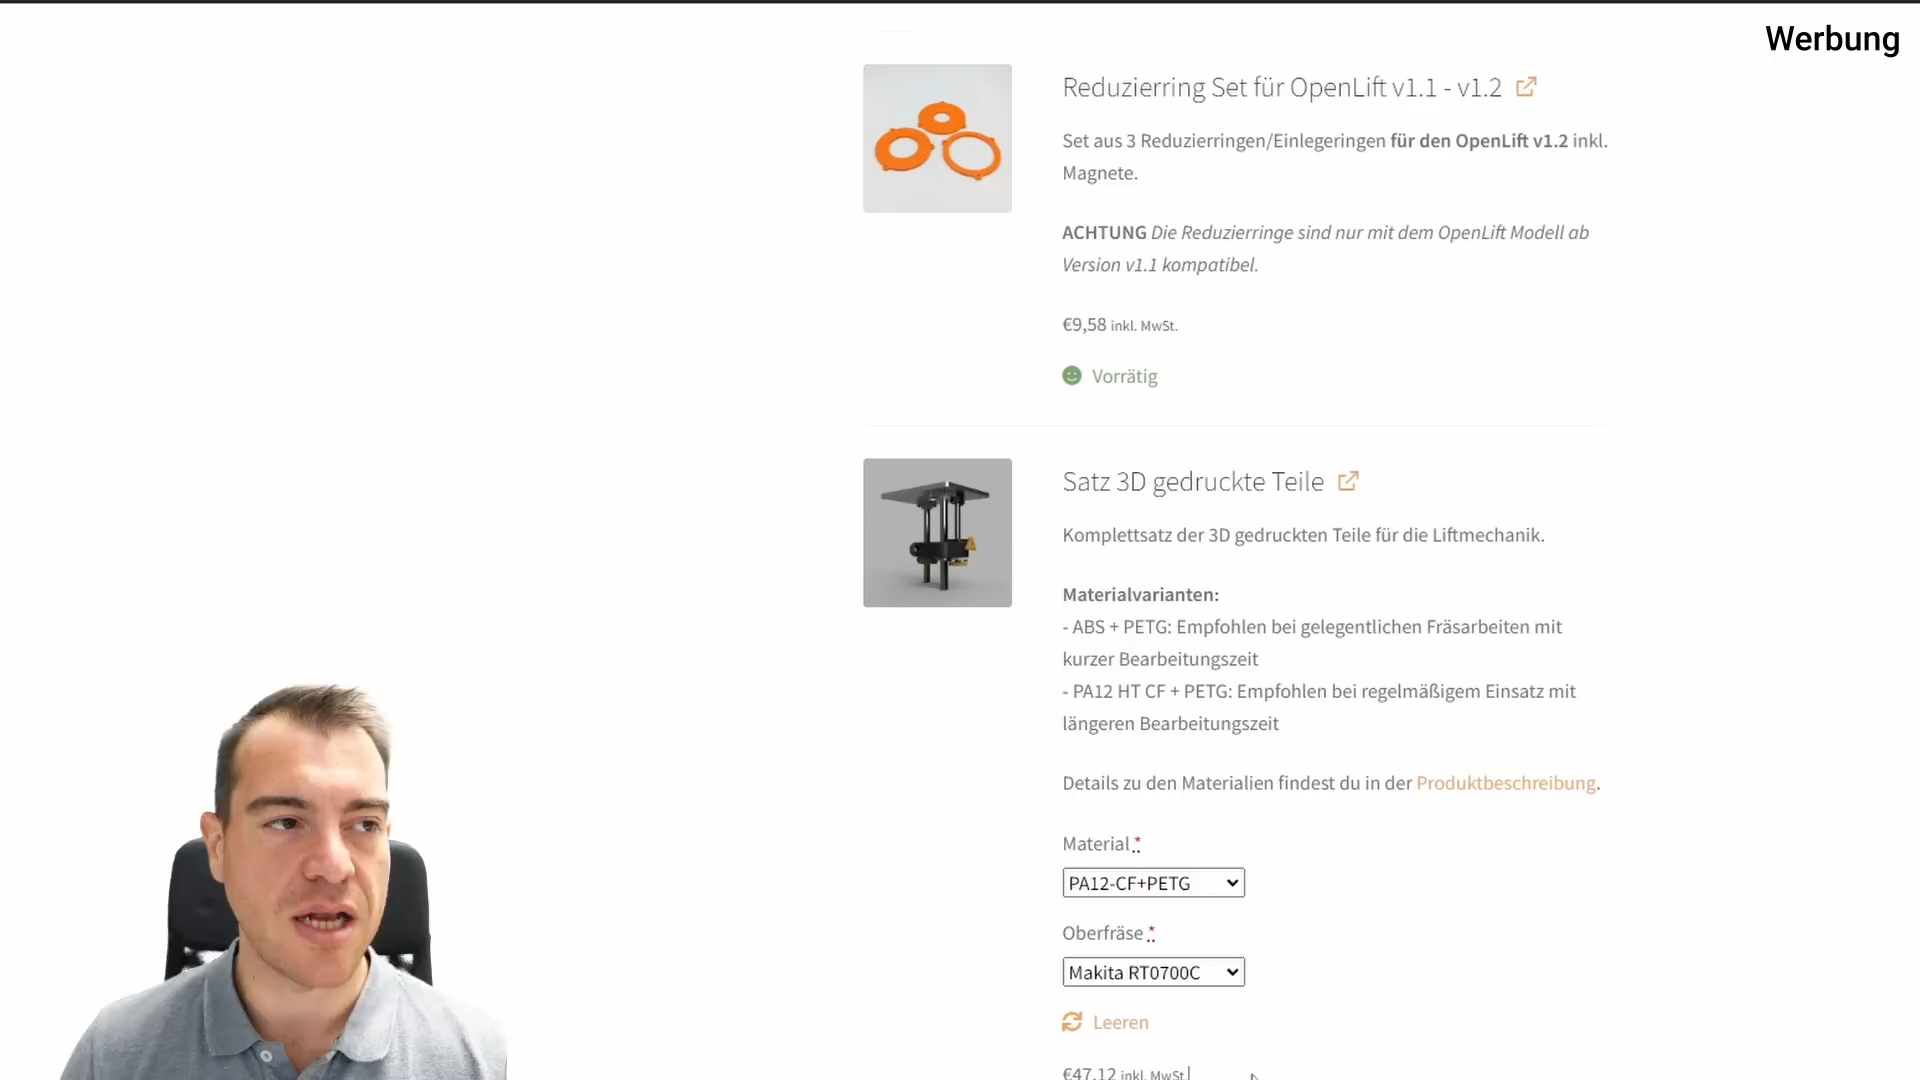 Werbung
Reduzierring Set für OpenLift v1.1 - v1.2
Set aus 3 Reduzierringen/Einlegeringen für den OpenLift v1.2 inkl.
Magnete.
ACHTUNG Die Reduzierringe sind nur mit dem OpenLift Modell ab
Version v1.1 kompatibel.
€9,58 inkl. MwSt.
Vorrätig
Satz 3D gedruckte Teile
Komplettsatz der 3D gedruckten Teile für die Liftmechanik.
Materialvarianten:
- ABS + PETG: Empfohlen bei gelegentlichen Fräsarbeiten mit
kurzer Bearbeitungszeit
- PA12 HT CF + PETG: Empfohlen bei regelmäßigem Einsatz mit
längeren Bearbeitungszeit
Details zu den Materialien findest du in der Produktbeschreibung.
Material *
PA12-CF+PETG
Oberfräse *
Makita RT0700C
Leeren
€47,12 inkl. MwSt.